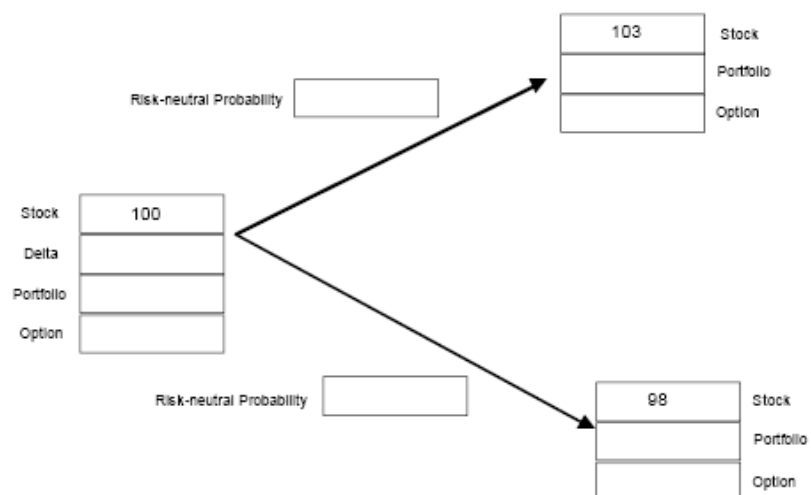 103 Stock
Portfolio
Option
Risk-neutral Probability
Stock 100
Delta
Portfolio
Option
Risk-neutral Probability
98 Stock
Portfolio
Option